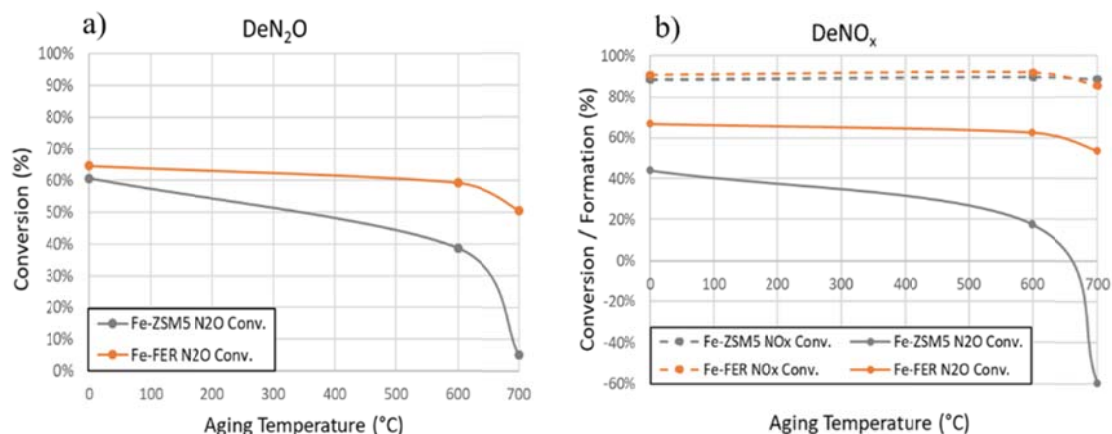 a)
DeN₂O
100%
90%
80%
70%
60%
50%
40%
30%
20%
10%
0%
Conversion (%)
0 100 200 300 400 500 600 700
Aging Temperature (°C)
Fe-ZSM5 N2O Conv.
Fe-FER N2O Conv.
b)
DeNOₓ
100%
80%
60%
40%
20%
0%
-20%
-40%
-60%
Conversion / Formation (%)
0 100 200 300 400 500 600 700
Fe-ZSM5 NOx Conv. Fe-ZSM5 N2O Conv.
Fe-FER NOx Conv. Fe-FER N2O Conv.
Aging Temperature (°C)